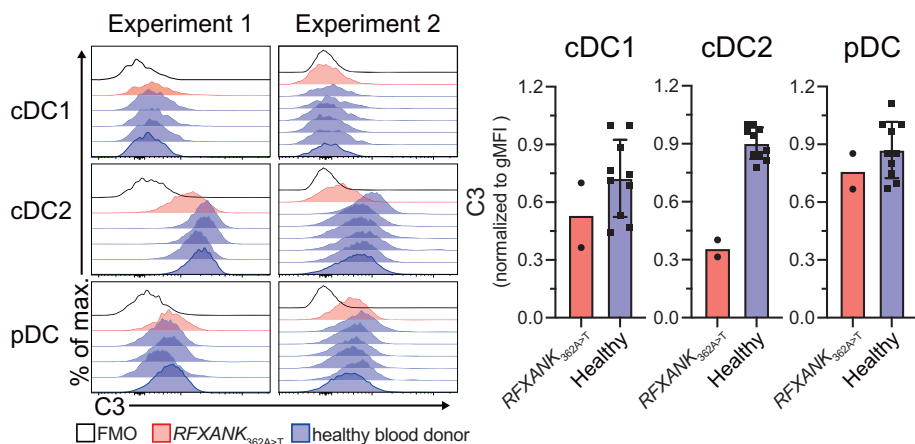 Experiment 1
Experiment 2
cDC1
cDC2
pDC
% of max.
C3
FMO
RFXANK362A>T
healthy blood donor
C3
(normalized to gMFI)
cDC1
1.2
0.9
0.6
0.3
0.0
RFXANK362A>T
Healthy
cDC2
1.2
0.9
0.6
0.3
0.0
RFXANK362A>T
Healthy
pDC
1.2
0.9
0.6
0.3
0.0
RFXANK362A>T
Healthy